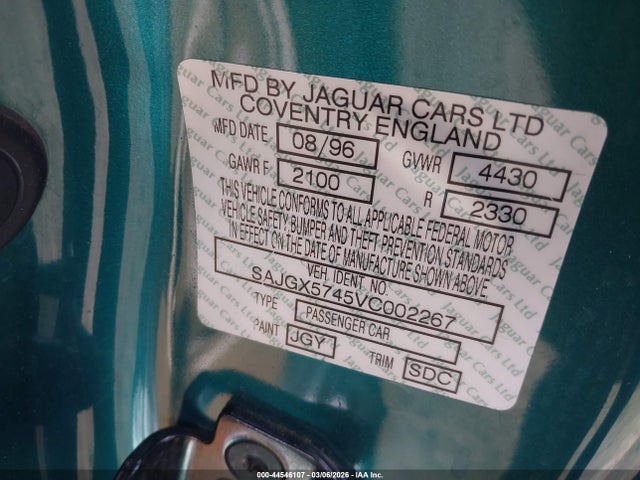 MFD BY JAGUAR CARS LTD
COVENTRY, ENGLAND
MFD DATE 08/96 GVWR 4430
GAWR F. 2100 R 2330
THIS VEHICLE CONFORMS TO ALL APPLICABLE FEDERAL MOTOR
VEHICLE SAFETY, BUMPER AND THEFT PREVENTION STANDARDS
IN EFFECT ON THE DATE OF MANUFACTURE SHOWN ABOVE.
VEH. IDENT NO.
SAJGX5745VC002267
TYPE PASSENGER CAR
PAINT JGY TRIM SDC
000-44546107 - 03/06/2026 - IAA Inc.